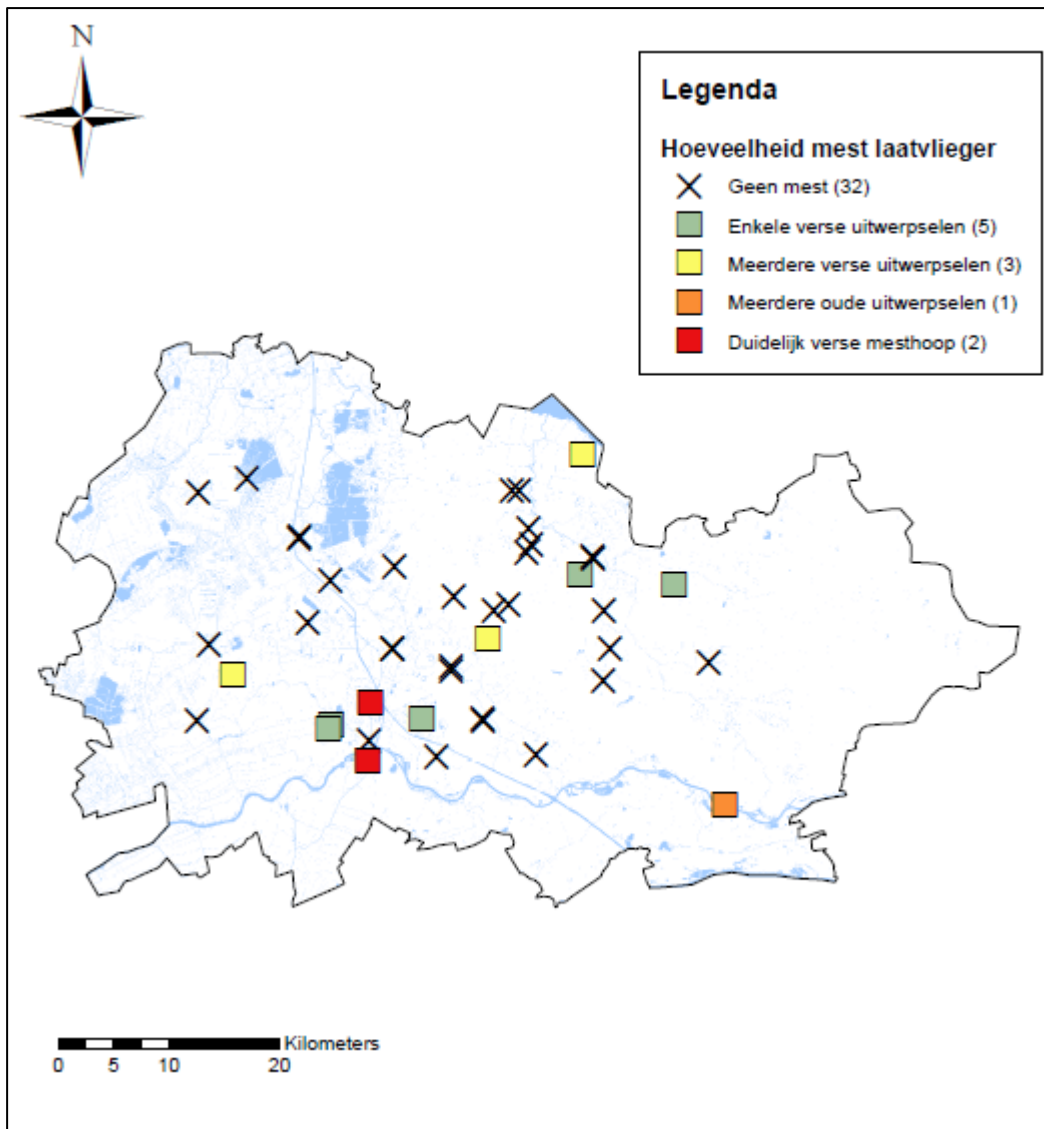 N
Legenda
Hoeveelheid mest laatvlieger
Geen mest (32)
Enkele verse uitwerpselen (5)
Meerdere verse uitwerpselen (3)
Meerdere oude uitwerpselen (1)
Duidelijk verse mesthoop (2)
Kilometers
0 5 10 20